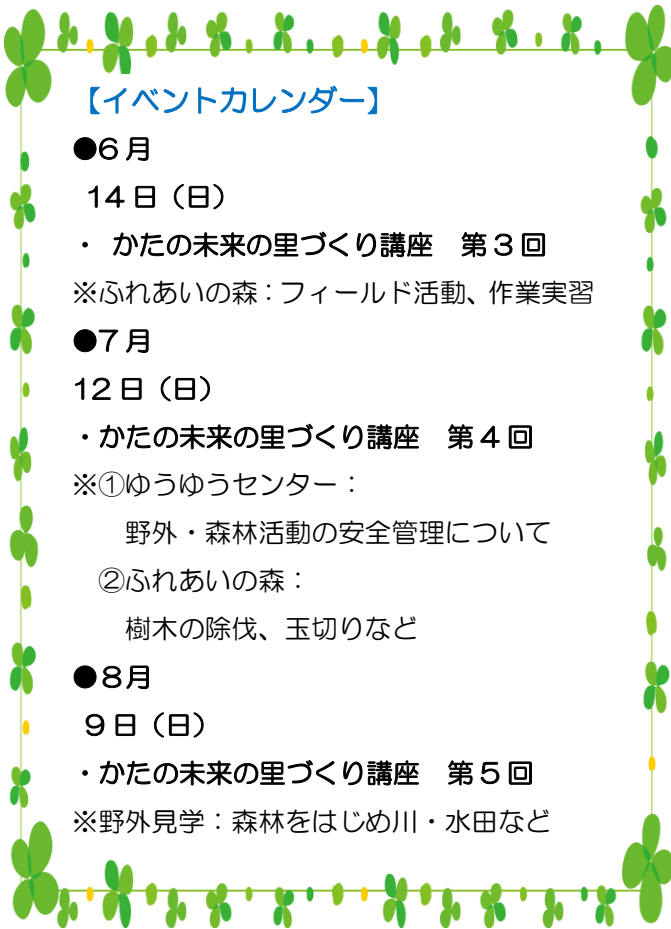 【イベントカレンダー】
●6月
14日（日）
・ かたの未来の里づくり講座　第３回
※ふれあいの森：フィールド活動、作業実習
●7月
12日（日）
・かたの未来の里づくり講座　第４回
※①ゆうゆうセンター：
野外・森林活動の安全管理について
②ふれあいの森：
樹木の除伐、玉切りなど
●８月
９日（日）
・かたの未来の里づくり講座　第５回
※野外見学：森林をはじめ川・水田など